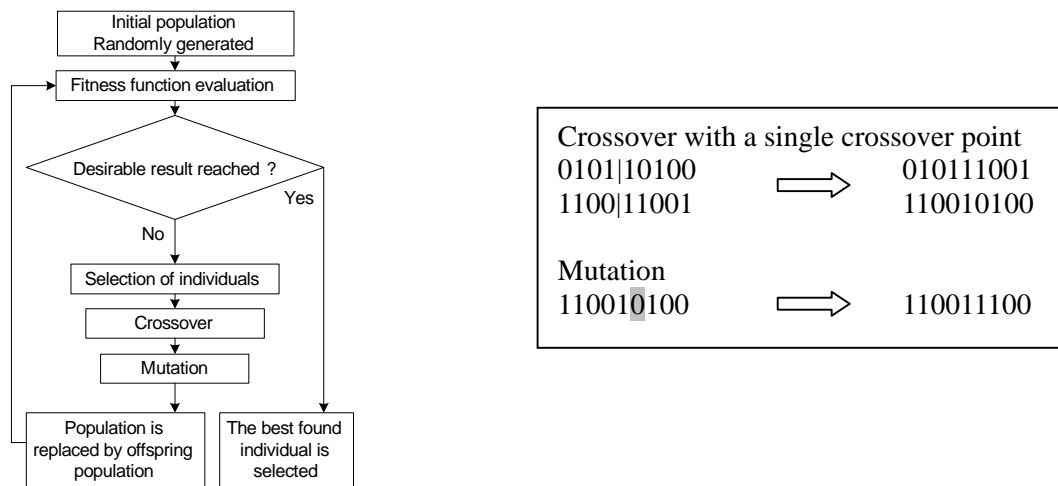 Initial population
Randomly generated
Fitness function evaluation
Desirable result reached ?
Yes
No
Selection of individuals
Crossover
Mutation
Population is
replaced by offspring
population
The best found
individual is
selected
Crossover with a single crossover point
0101|10100 010111001
1100|11001 110010100
Mutation
110010100 110011100